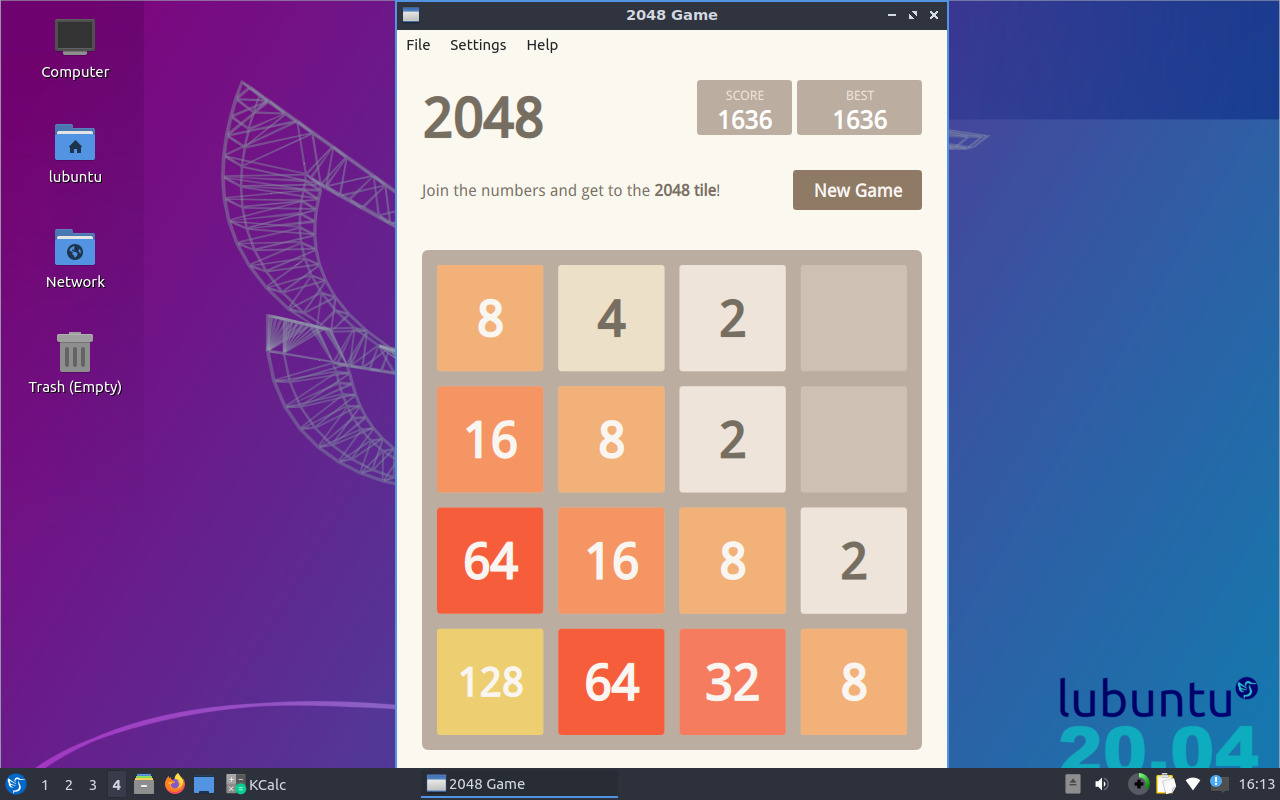 2048 Game
File Settings Help
Computer
lubuntu
Network
Trash (Empty)
2048
SCORE
1636
BEST
1636
Join the numbers and get to the 2048 tile!
New Game
8 4 2
16 8 2
64 16 8 2
128 64 32 8
lubuntu
20.04
1 2 3 4 KCalc 2048 Game 16:13